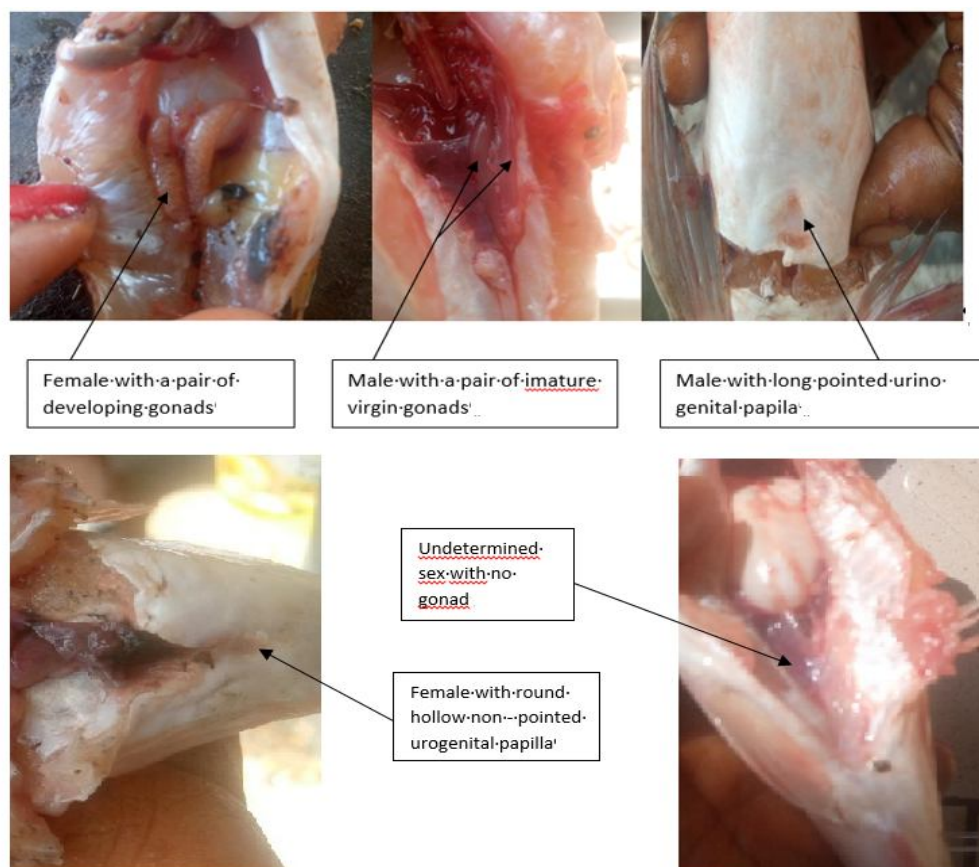 Female·with·a·pair·of·
developing·gonads
Male·with·a·pair·of·imature·
virgin·gonads
Male·with·long·pointed·urino
genital·papila
Undetermined·
sex·with·no·
gonad
Female·with·round·
hollow·non·-·pointed·
urogenital·papilla